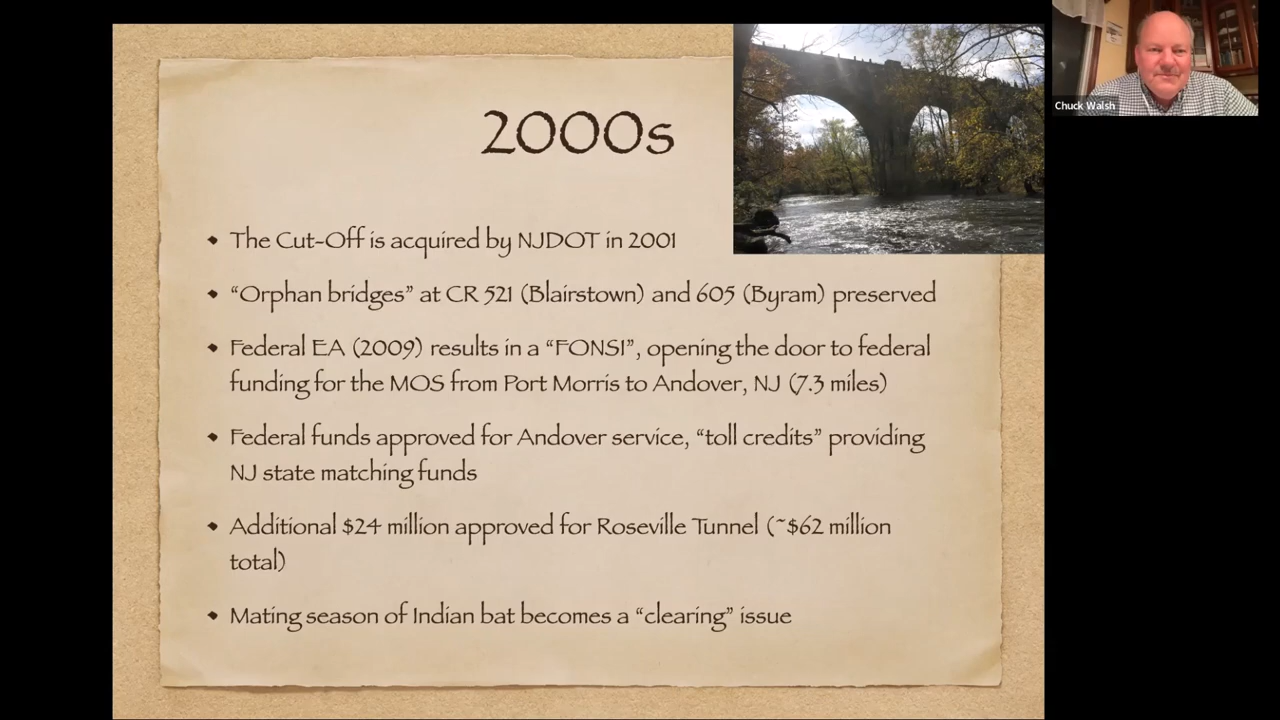 2000s
The Cut-Off is acquired by NJDOT in 2001
“Orphan bridges” at CR 521 (Blairstown) and 605 (Byram) preserved
Federal EA (2009) results in a “FONSI”, opening the door to federal
funding for the MOS from Port Morris to Andover, NJ (7.3 miles)
Federal funds approved for Andover service, “toll credits” providing
NJ state matching funds
Additional $24 million approved for Roseville Tunnel (~$62 million
total)
Mating season of Indian bat becomes a “clearing” issue
Chuck Walsh